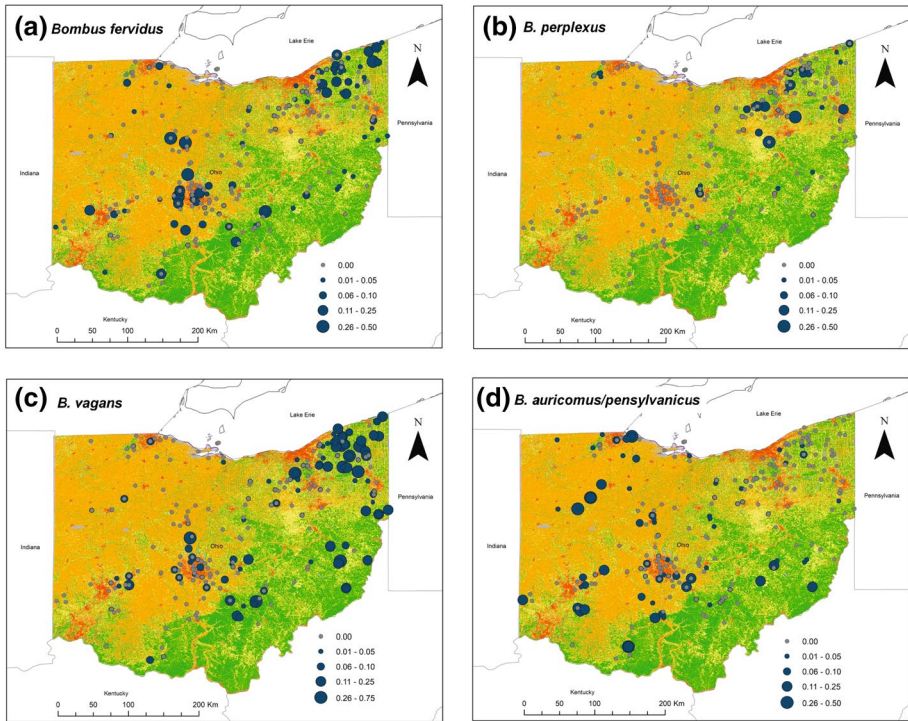 (a) Bombus fervidus
Lake Erie
N
Pennsylvania
Indiana
Ohio
Kentucky
0 50 100 200 Km
0.00
0.01 - 0.05
0.06 - 0.10
0.11 - 0.25
0.26 - 0.50
(b) B. perplexus
Lake Erie
N
Pennsylvania
Indiana
Ohio
Kentucky
0 50 100 200 Km
0.00
0.01 - 0.05
0.06 - 0.10
0.11 - 0.25
0.26 - 0.50
(c) B. vagans
Lake Erie
N
Pennsylvania
Indiana
Ohio
Kentucky
0 50 100 200 Km
0.00
0.01 - 0.05
0.06 - 0.10
0.11 - 0.25
0.26 - 0.75
(d) B. auricomus/pensylvanicus
Lake Erie
N
Pennsylvania
Indiana
Ohio
Kentucky
0 50 100 200 Km
0.00
0.01 - 0.05
0.06 - 0.10
0.11 - 0.25
0.26 - 0.50